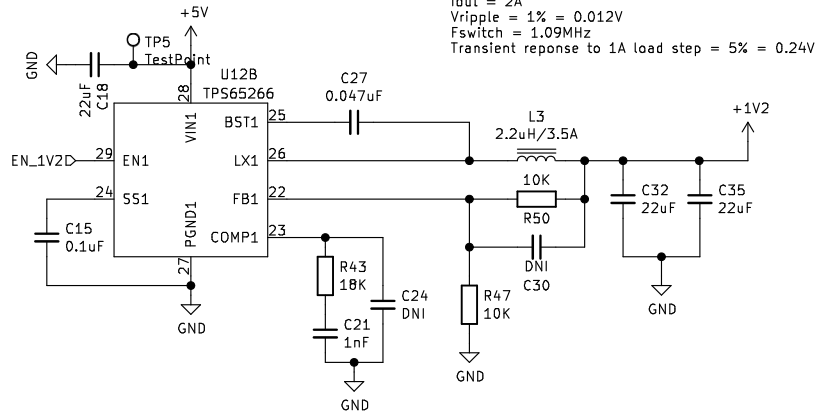 Iout = 2A
Vripple = 1% = 0.012V
Fswitch = 1.09MHz
Transient reponse to 1A load step = 5% = 0.24V
+5V
TP5
TestPoint
GND
22uF
C18
28
U12B
TPS65266
VIN1
BST1
25
C27
0.047uF
+1V2
L3
2.2uH/3.5A
EN_1V2
29
EN1
LX1
26
24
SS1
FB1
22
10K
R50
C32
22uF
C35
22uF
C15
0.1uF
PGND1
27
COMP1
23
DNI
C30
R43
18K
C24
DNI
R47
10K
C21
1nF
GND
GND
GND
GND